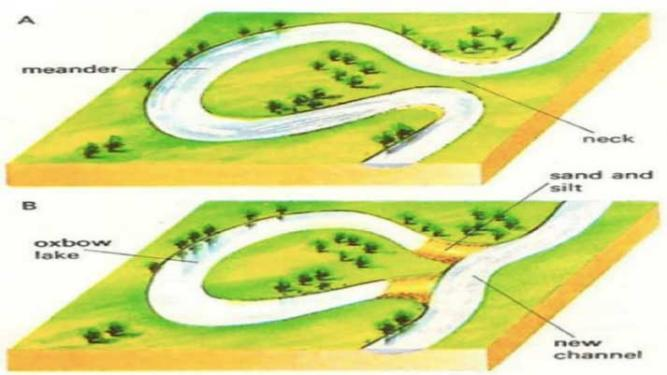 A
meander
neck
sand and
silt
B
oxbow
lake
new
channel